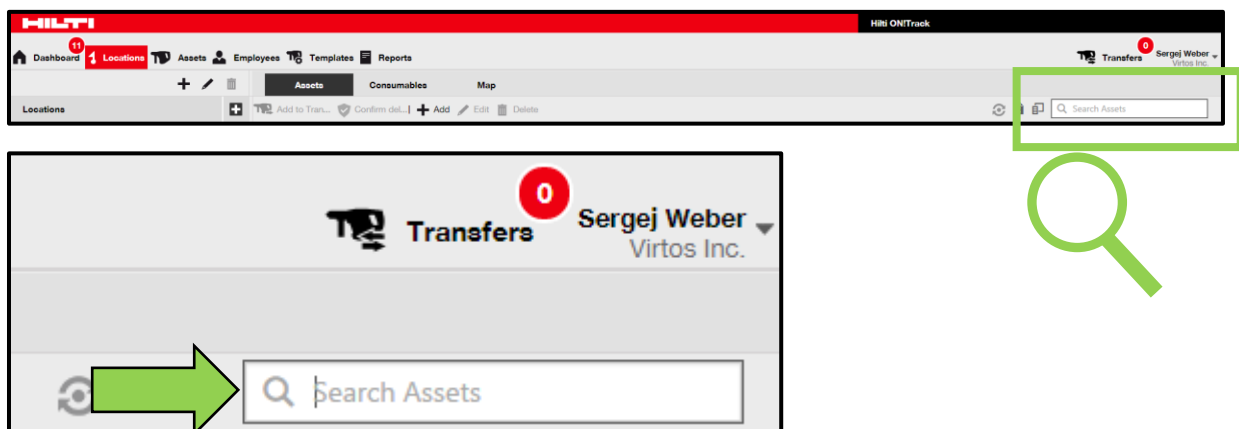 HILTI
Hilti ON!Track
11
0
Dashboard Locations Assets Employees Templates Reports
Transfers Sergej Weber
Virtos Inc.
Assets Consumables Map
Locations
Add to Tran... Confirm del...| Add Edit Delete
Search Assets
0
Transfers Sergej Weber
Virtos Inc.
Search Assets